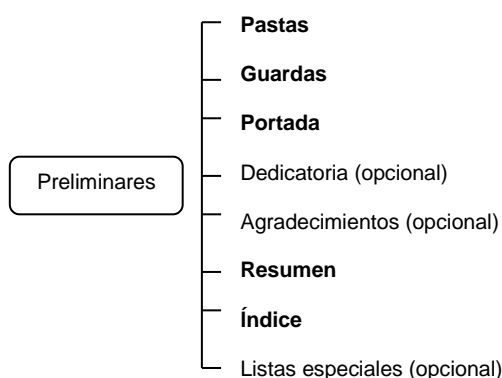 Pastas
Guardas
Portada
Preliminares
Dedicatoria (opcional)
Agradecimientos (opcional)
Resumen
Índice
Listas especiales (opcional)